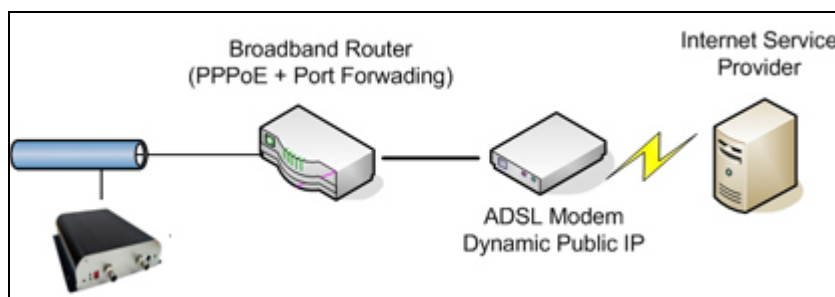 Broadband Router
(PPPoE + Port Forwading)
Internet Service
Provider
ADSL Modem
Dynamic Public IP